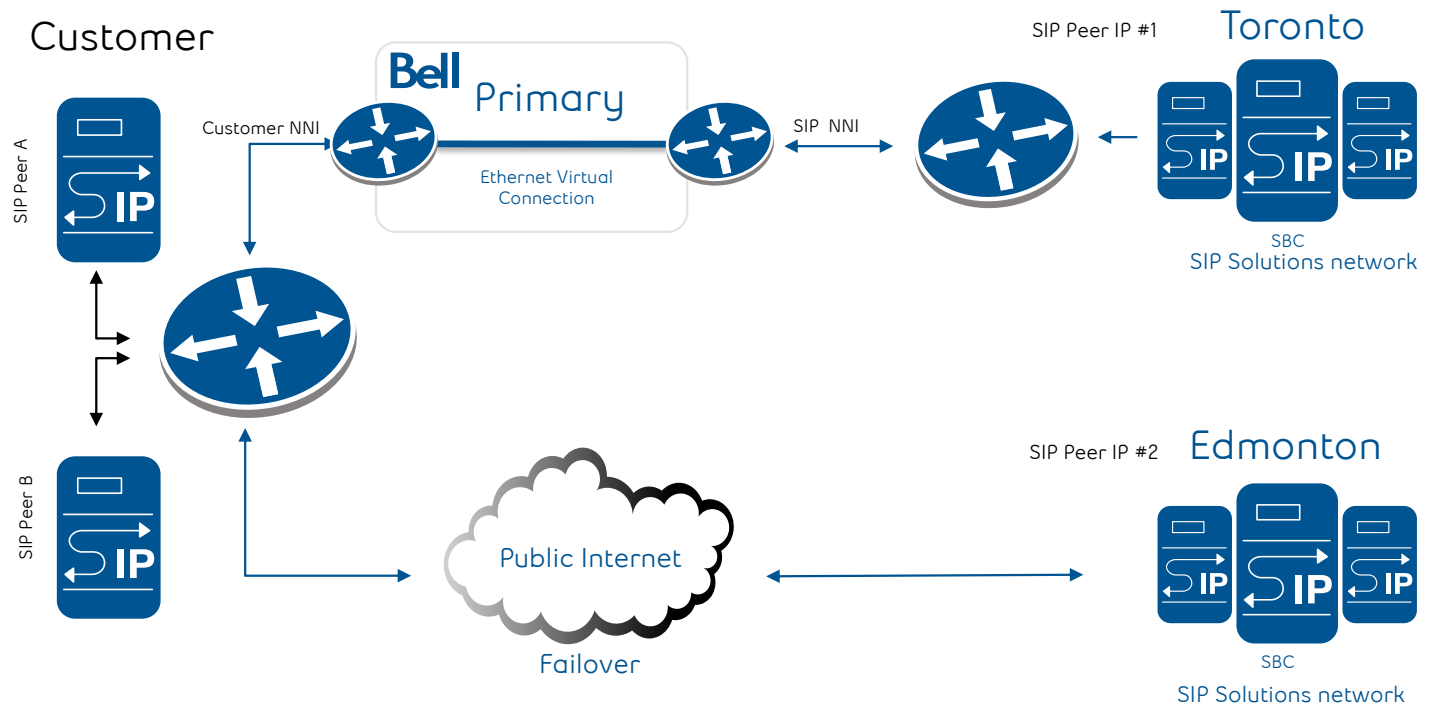 Customer
SIP Peer A
IP
SIP Peer B
IP
Customer NNI
Bell
Primary
Ethernet Virtual
Connection
SIP NNI
SIP Peer IP #1
Toronto
IP
IP
IP
SBC
SIP Solutions network
Public Internet
Failover
SIP Peer IP #2
Edmonton
IP
IP
IP
SBC
SIP Solutions network